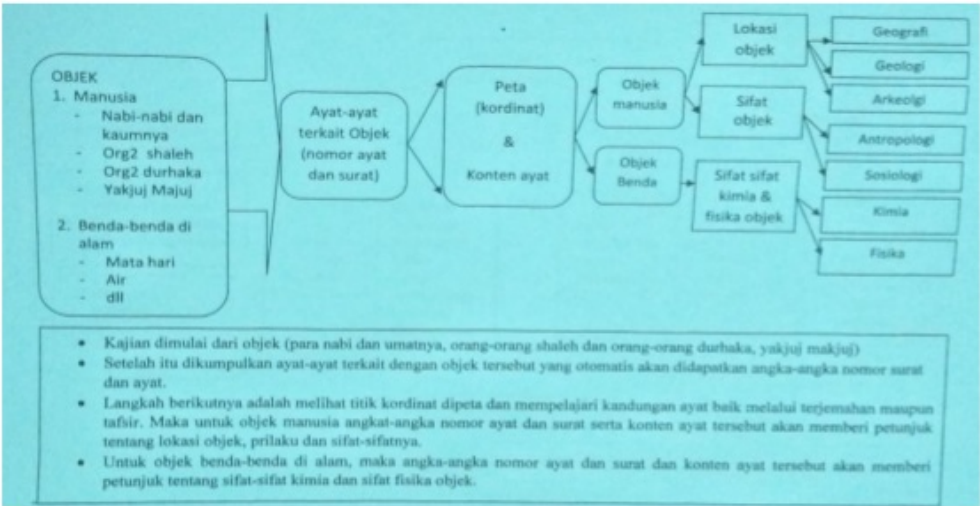 OBJEK
1. Manusia
- Nabi-nabi dan
kaumnya
- Org2 shaleh
- Org2 durhaka
- Yakjuj Majuj
2. Benda-benda di
alam
- Mata hari
- Air
- dll
Ayat-ayat
terkait Objek
(nomor ayat
dan surat)
Peta
(kordinat)
&
Konten ayat
Objek
manusia
Objek
Benda
Lokasi
objek
Sifat
objek
Sifat sifat
kimia &
fisika objek
Geografi
Geologi
Arkeolgi
Antropologi
Sosiologi
Kimia
Fisika
• Kajian dimulai dari objek (para nabi dan umatnya, orang-orang shaleh dan orang-orang durhaka, yakjuj makjuj)
• Setelah itu dikumpulkan ayat-ayat terkait dengan objek tersebut yang otomatis akan didapatkan angka-angka nomor surat
dan ayat.
• Langkah berikutnya adalah melihat titik kordinat dipeta dan mempelajari kandungan ayat baik melalui terjemahan maupun
tafsir. Maka untuk objek manusia angkat-angka nomor ayat dan surat serta konten ayat tersebut akan memberi petunjuk
tentang lokasi objek, prilaku dan sifat-sifatnya.
• Untuk objek benda-benda di alam, maka angka-angka nomor ayat dan surat dan konten ayat tersebut akan memberi
petunjuk tentang sifat-sifat kimia dan sifat fisika objek.